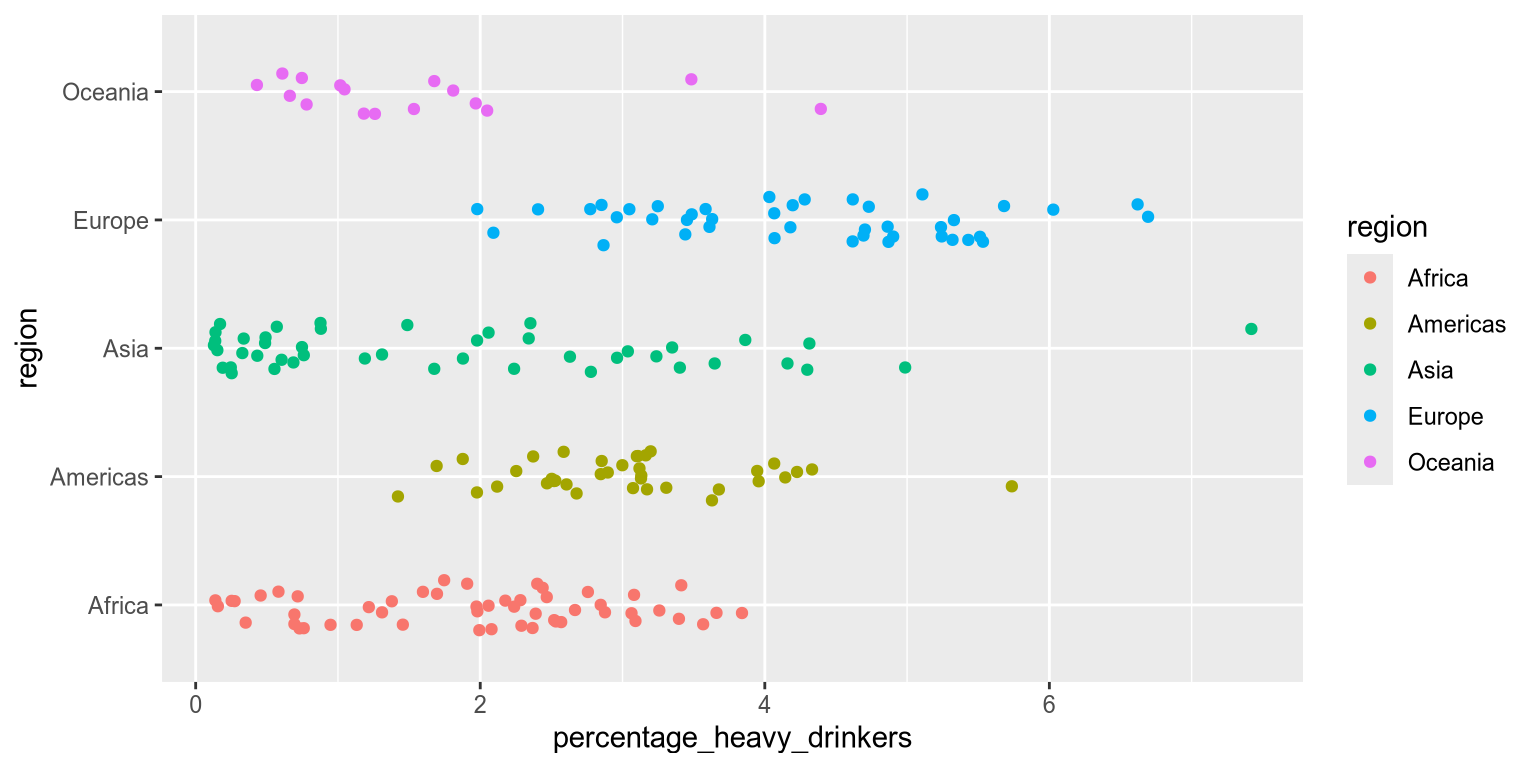 Oceania
Europe
Asia
Americas
Africa
region
0 2 4 6
percentage_heavy_drinkers
region
Africa
Americas
Asia
Europe
Oceania